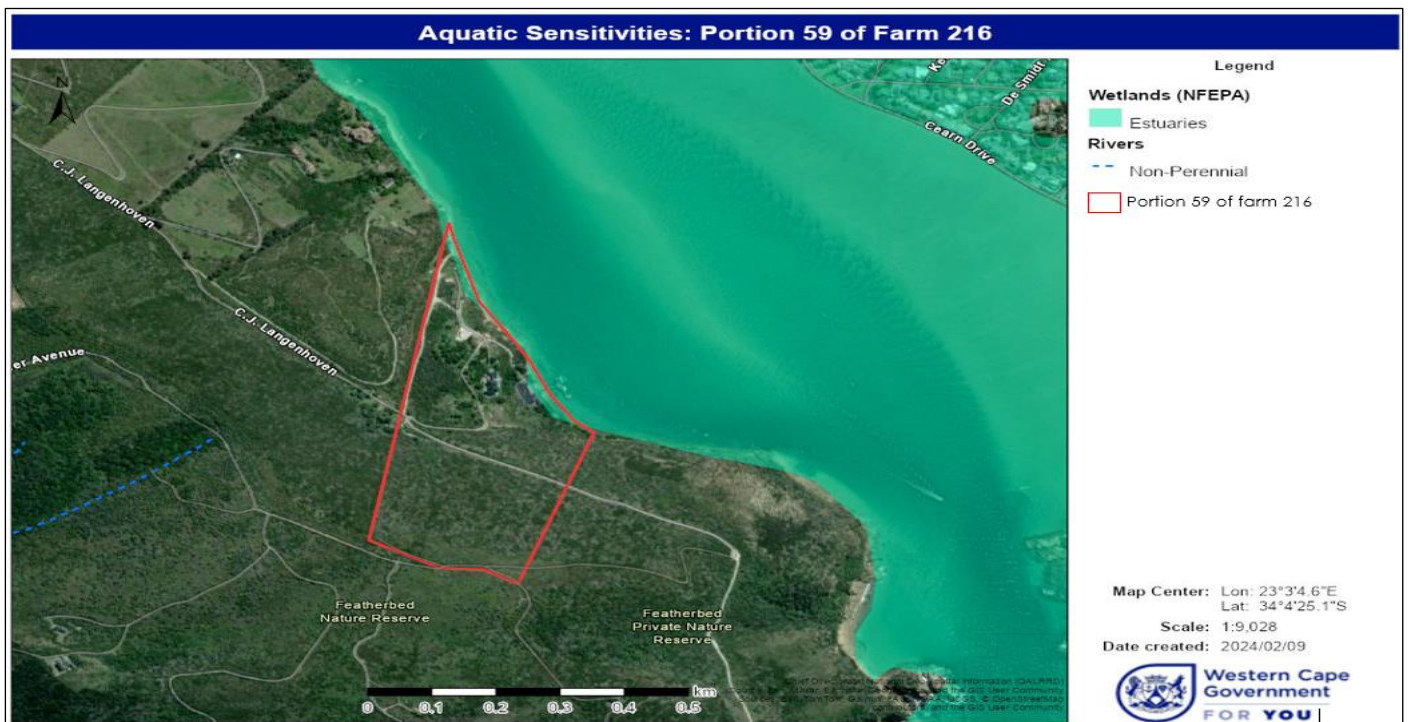 Aquatic Sensitivities: Portion 59 of Farm 216
N
Ke
De Smidt
Cearn Drive
C.J. Langenhoven
C.J. Langenhoven
er Avenue
Featherbed
Nature Reserve
Featherbed
Private Nature
Reserve
km
0 0.1 0.2 0.3 0.4 0.5
Legend
Wetlands (NFEPA)
Estuaries
Rivers
Non-Perennial
Portion 59 of farm 216
Map Center: Lon: 23°3'4.6"E
Lat: 34°4'25.1"S
Scale: 1:9,028
Date created: 2024/02/09
Western Cape
Government
FOR YOU